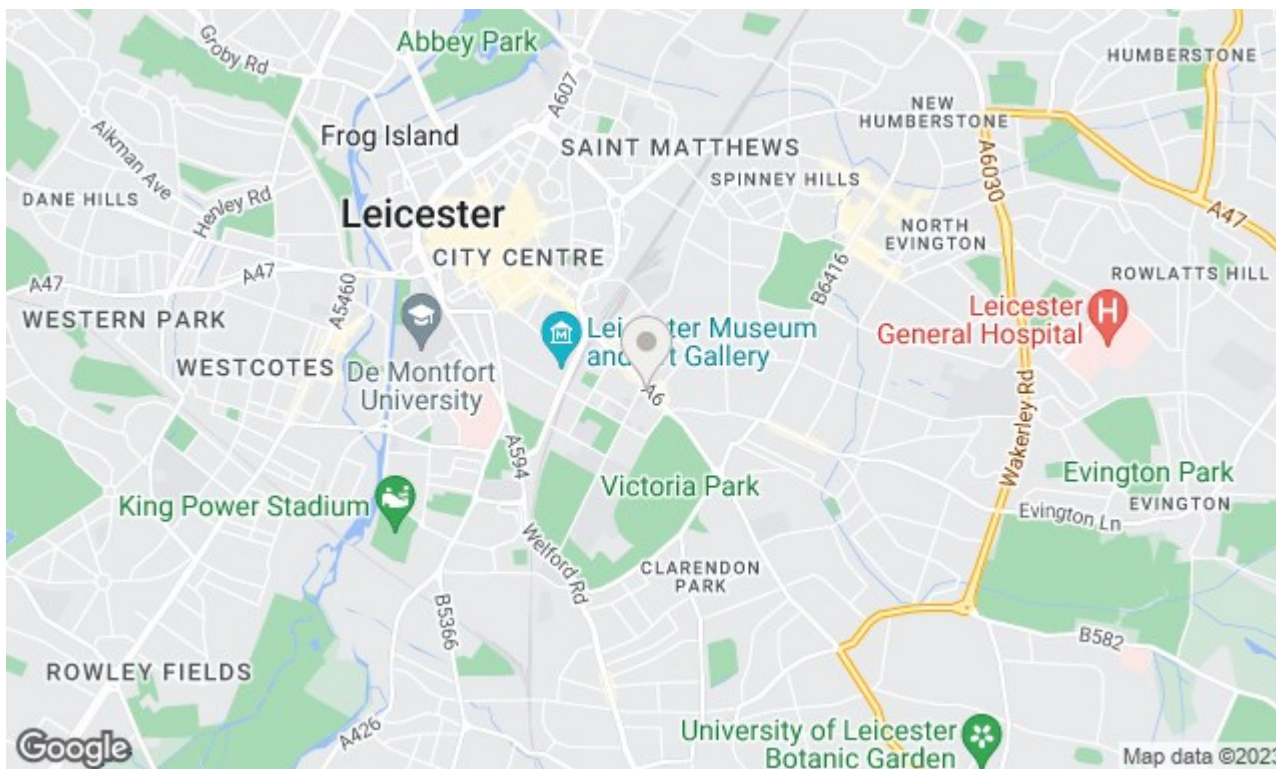 Groby Rd
Abbey Park
HUMBERSTONE
A607
NEW
HUMBERSTONE
Aikman Ave
Frog Island
SAINT MATTHEWS
A6030
SPINNEY HILLS
DANE HILLS
Henley Rd
Leicester
A47
NORTH
EVINGTON
CITY CENTRE
A47
A47
A5460
B6416
ROWLATTS HILL
WESTERN PARK
Leicester
General Hospital
H
Leicester Museum
and Art Gallery
M
WESTCOTES
De Montfort
University
A6
Wakerley Rd
A594
Victoria Park
Evington Park
King Power Stadium
Evington Ln
EVINGTON
Welford Rd
CLARENDON
PARK
B5366
B582
ROWLEY FIELDS
A426
University of Leicester
Botanic Garden
Google
Map data ©2023